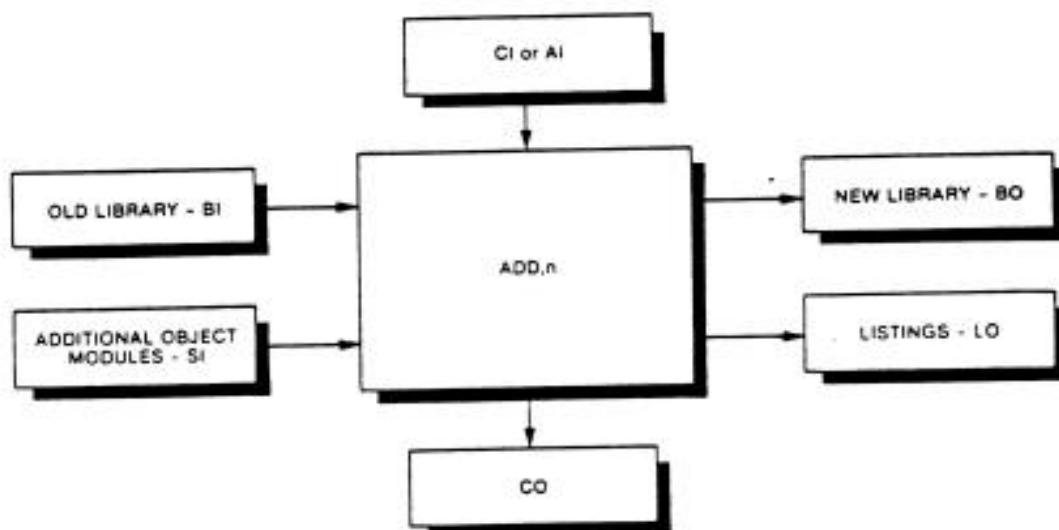 CI or AI
OLD LIBRARY - BI
NEW LIBRARY - BO
ADD,n
ADDITIONAL OBJECT
MODULES - SI
LISTINGS - LO
CO